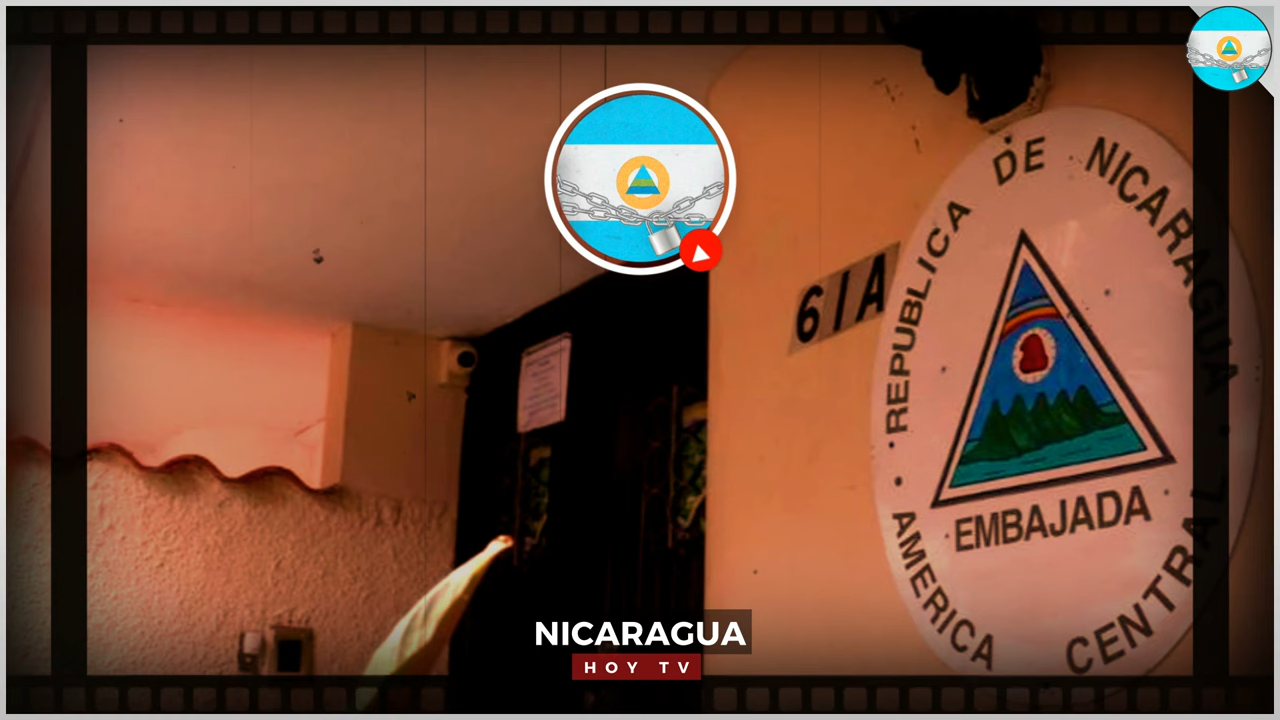 61A
· REPUBLICA DE NICARAGUA ·
EMBAJADA
· AMERICA CENTRAL
NICARAGUA
HOY TV